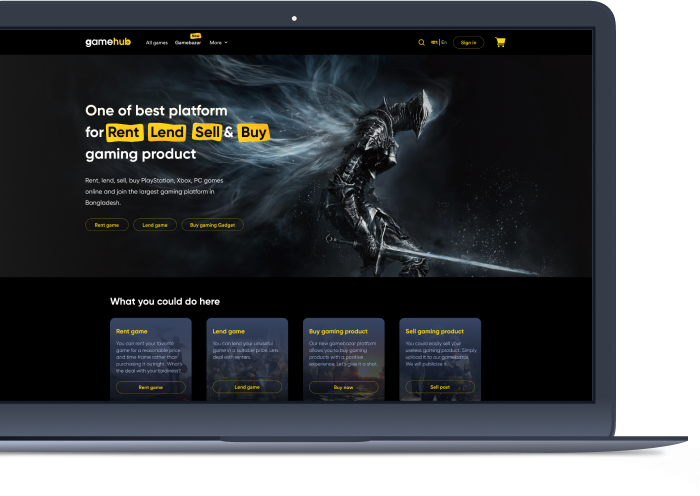 gamehub
All games
New
Gamebazar
More
বাং | En
Sign in
One of best platform
for Rent Lend Sell & Buy
gaming product
Rent, lend, sell, buy PlayStation, Xbox, PC games
online and join the largest gaming platform in
Bangladesh.
Rent game
Lend game
Buy gaming Gadget
What you could do here
Rent game
You can rent your favorite
game for a reasonable price
and time frame rather than
purchasing it outright. What's
the deal with your tardiness?
Rent game
Lend game
You can lend your unuseful
game in a suitable price. Lets
deal with renters.
Lend game
Buy gaming product
Our new gamebazar platform
allows you to buy gaming
products with a positive
experience. Let's give it a shot.
Buy now
Sell gaming product
You could easily sell your
useless gaming product. Simply
upload it to our gamebazar.
We will publicise it.
Sell post